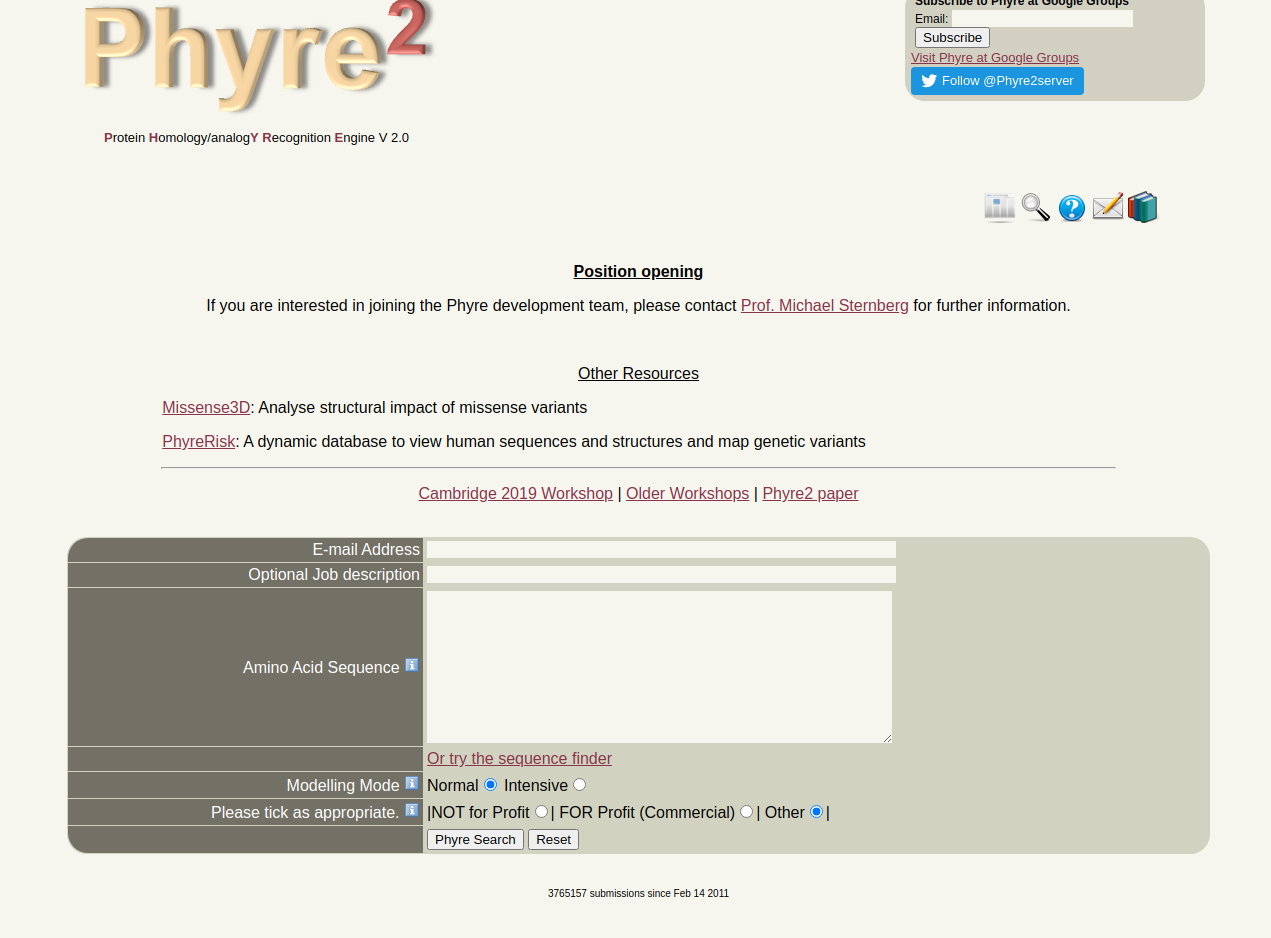 Phyre2
Subscribe to Phyre at Google Groups
Email:
Subscribe
Visit Phyre at Google Groups
Follow @Phyre2server
Protein Homology/analogY Recognition Engine V 2.0
Position opening
If you are interested in joining the Phyre development team, please contact Prof. Michael Sternberg for further information.
Other Resources
Missense3D: Analyse structural impact of missense variants
PhyreRisk: A dynamic database to view human sequences and structures and map genetic variants
Cambridge 2019 Workshop | Older Workshops | Phyre2 paper
E-mail Address
Optional Job description
Amino Acid Sequence
Or try the sequence finder
Modelling Mode Normal Intensive
Please tick as appropriate. |NOT for Profit | FOR Profit (Commercial) | Other |
Phyre Search Reset
3765157 submissions since Feb 14 2011